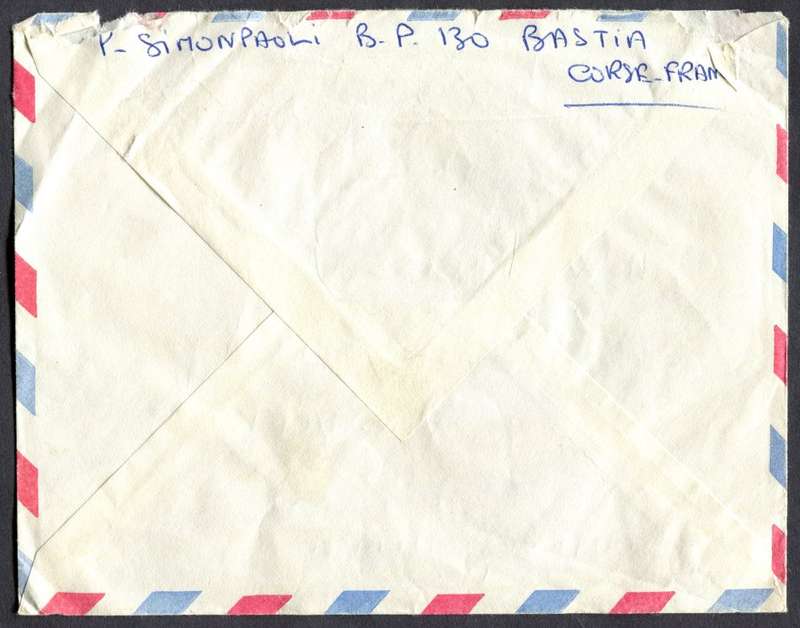 P- SIMONPAOLI B.P. 130 BASTIA
CORSE-FRAN